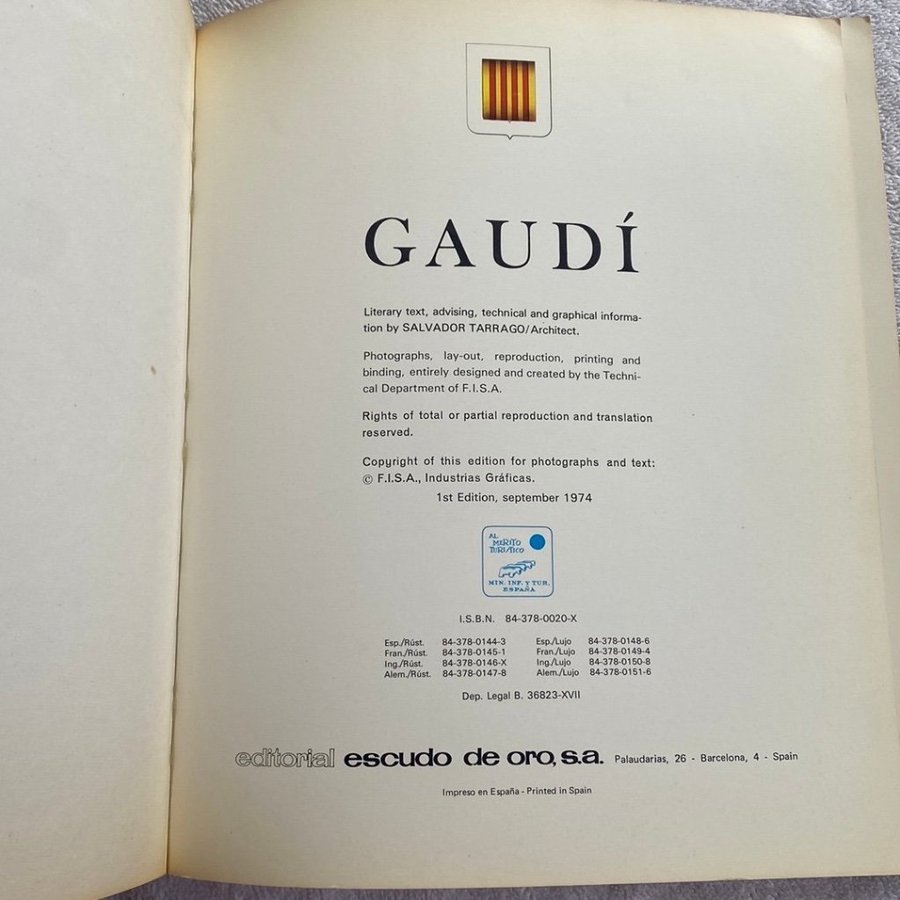 GAUDÍ
Literary text, advising, technical and graphical informa-
tion by SALVADOR TARRAGO/Architect.
Photographs, lay-out, reproduction, printing and
binding, entirely designed and created by the Techni-
cal Department of F.I.S.A.
Rights of total or partial reproduction and translation
reserved.
Copyright of this edition for photographs and text:
© F.I.S.A., Industrias Gráficas.
1st Edition, september 1974
AL
MERITO
TURISTICO
MIN. INF. Y TUR.
ESPAÑA
I.S.B.N. 84-378-0020-X
Esp./Rúst. 84-378-0144-3 Esp./Lujo 84-378-0148-6
Fran./Rúst. 84-378-0145-1 Fran./Lujo 84-378-0149-4
Ing./Rúst. 84-378-0146-X Ing./Lujo 84-378-0150-8
Alem./Rúst. 84-378-0147-8 Alem./Lujo 84-378-0151-6
Dep. Legal B. 36823-XVII
editorial escudo de oro, s.a. Palaudarias, 26 - Barcelona, 4 - Spain
Impreso en España - Printed in Spain